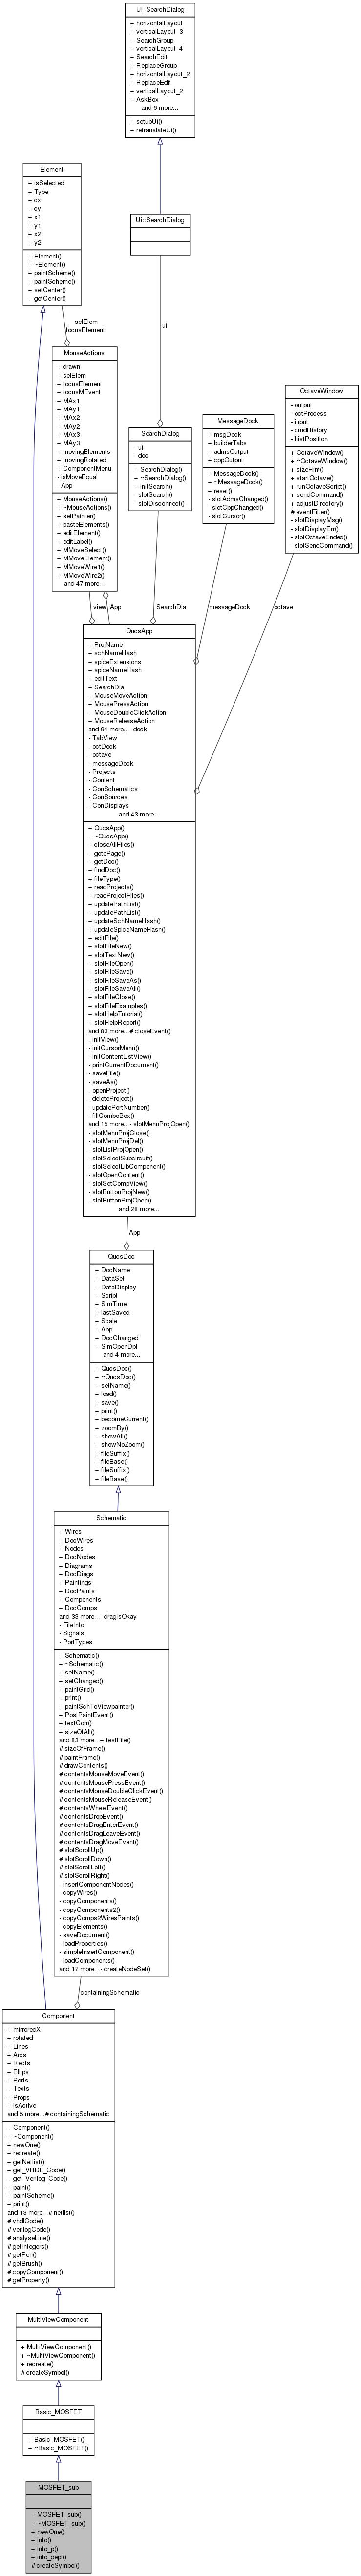 Ui_SearchDialog
+ horizontalLayout
+ verticalLayout_3
+ SearchGroup
+ verticalLayout_4
+ SearchEdit
+ ReplaceGroup
+ horizontalLayout_2
+ ReplaceEdit
+ verticalLayout_2
+ AskBox
and 6 more...
+ setupUi()
+ retranslateUi()
Element
+ isSelected
+ Type
+ cx
+ cy
+ x1
+ y1
+ x2
+ y2
+ Element()
+ ~Element()
+ paintScheme()
+ paintScheme()
+ setCenter()
+ getCenter()
Ui::SearchDialog
ui
selElem
focusElement
MouseActions
+ drawn
+ selElem
+ focusElement
+ focusMEvent
+ MAx1
+ MAy1
+ MAx2
+ MAy2
+ MAx3
+ MAy3
+ movingElements
+ movingRotated
+ ComponentMenu
- isMoveEqual
- App
+ MouseActions()
+ ~MouseActions()
+ setPainter()
+ pasteElements()
+ editElement()
+ editLabel()
+ MMoveSelect()
+ MMoveElement()
+ MMoveWire1()
+ MMoveWire2()
and 47 more...
SearchDialog
- ui
- doc
+ SearchDialog()
+ ~SearchDialog()
+ initSearch()
- slotSearch()
- slotDisconnect()
MessageDock
+ msgDock
+ builderTabs
+ admsOutput
+ cppOutput
+ MessageDock()
+ ~MessageDock()
+ reset()
- slotAdmsChanged()
- slotCppChanged()
- slotCursor()
OctaveWindow
- output
- octProcess
- input
- cmdHistory
- histPosition
+ OctaveWindow()
+ ~OctaveWindow()
+ sizeHint()
+ startOctave()
+ runOctaveScript()
+ sendCommand()
+ adjustDirectory()
# eventFilter()
- slotDisplayMsg()
- slotDisplayErr()
- slotOctaveEnded()
- slotSendCommand()
view
App
SearchDia
messageDock
octave
QucsApp
+ ProjName
+ schNameHash
+ spiceExtensions
+ spiceNameHash
+ editText
+ SearchDia
+ MouseMoveAction
+ MousePressAction
+ MouseDoubleClickAction
+ MouseReleaseAction
and 94 more...- dock
- TabView
- octDock
- octave
- messageDock
- Projects
- Content
- ConSchematics
- ConSources
- ConDisplays
and 43 more...
+ QucsApp()
+ ~QucsApp()
+ closeAllFiles()
+ gotoPage()
+ getDoc()
+ findDoc()
+ fileType()
+ readProjects()
+ readProjectFiles()
+ updatePathList()
+ updatePathList()
+ updateSchNameHash()
+ updateSpiceNameHash()
+ editFile()
+ slotFileNew()
+ slotTextNew()
+ slotFileOpen()
+ slotFileSave()
+ slotFileSaveAs()
+ slotFileSaveAll()
+ slotFileClose()
+ slotFileExamples()
+ slotHelpTutorial()
+ slotHelpReport()
and 83 more...# closeEvent()
- initView()
- initCursorMenu()
- initContentListView()
- printCurrentDocument()
- saveFile()
- saveAs()
- openProject()
- deleteProject()
- updatePortNumber()
- fillComboBox()
and 15 more...- slotMenuProjOpen()
- slotMenuProjClose()
- slotMenuProjDel()
- slotListProjOpen()
- slotSelectSubcircuit()
- slotSelectLibComponent()
- slotOpenContent()
- slotSetCompView()
- slotButtonProjNew()
- slotButtonProjOpen()
and 28 more...
App
QucsDoc
+ DocName
+ DataSet
+ DataDisplay
+ Script
+ SimTime
+ lastSaved
+ Scale
+ App
+ DocChanged
+ SimOpenDpl
and 4 more...
+ QucsDoc()
+ ~QucsDoc()
+ setName()
+ load()
+ save()
+ print()
+ becomeCurrent()
+ zoomBy()
+ showAll()
+ showNoZoom()
+ fileSuffix()
+ fileBase()
+ fileSuffix()
+ fileBase()
Schematic
+ Wires
+ DocWires
+ Nodes
+ DocNodes
+ Diagrams
+ DocDiags
+ Paintings
+ DocPaints
+ Components
+ DocComps
and 33 more...- dragIsOkay
- FileInfo
- Signals
- PortTypes
+ Schematic()
+ ~Schematic()
+ setName()
+ setChanged()
+ paintGrid()
+ print()
+ paintSchToViewpainter()
+ PostPaintEvent()
+ textCorr()
+ sizeOfAll()
and 83 more...+ testFile()
# sizeOfFrame()
# paintFrame()
# drawContents()
# contentsMouseMoveEvent()
# contentsMousePressEvent()
# contentsMouseDoubleClickEvent()
# contentsMouseReleaseEvent()
# contentsWheelEvent()
# contentsDropEvent()
# contentsDragEnterEvent()
# contentsDragLeaveEvent()
# contentsDragMoveEvent()
# slotScrollUp()
# slotScrollDown()
# slotScrollLeft()
# slotScrollRight()
- insertComponentNodes()
- copyWires()
- copyComponents()
- copyComponents2()
- copyComps2WiresPaints()
- copyElements()
- saveDocument()
- loadProperties()
- simpleInsertComponent()
- loadComponents()
and 17 more...- createNodeSet()
containingSchematic
Component
+ mirroredX
+ rotated
+ Lines
+ Arcs
+ Rects
+ Ellips
+ Ports
+ Texts
+ Props
+ isActive
and 5 more...# containingSchematic
+ Component()
+ ~Component()
+ newOne()
+ recreate()
+ getNetlist()
+ get_VHDL_Code()
+ get_Verilog_Code()
+ paint()
+ paintScheme()
+ print()
and 13 more...# netlist()
# vhdlCode()
# verilogCode()
# analyseLine()
# getIntegers()
# getPen()
# getBrush()
# copyComponent()
# getProperty()
MultiViewComponent
+ MultiViewComponent()
+ ~MultiViewComponent()
+ recreate()
# createSymbol()
Basic_MOSFET
+ Basic_MOSFET()
+ ~Basic_MOSFET()
MOSFET_sub
+ MOSFET_sub()
+ ~MOSFET_sub()
+ newOne()
+ info()
+ info_p()
+ info_depl()
# createSymbol()